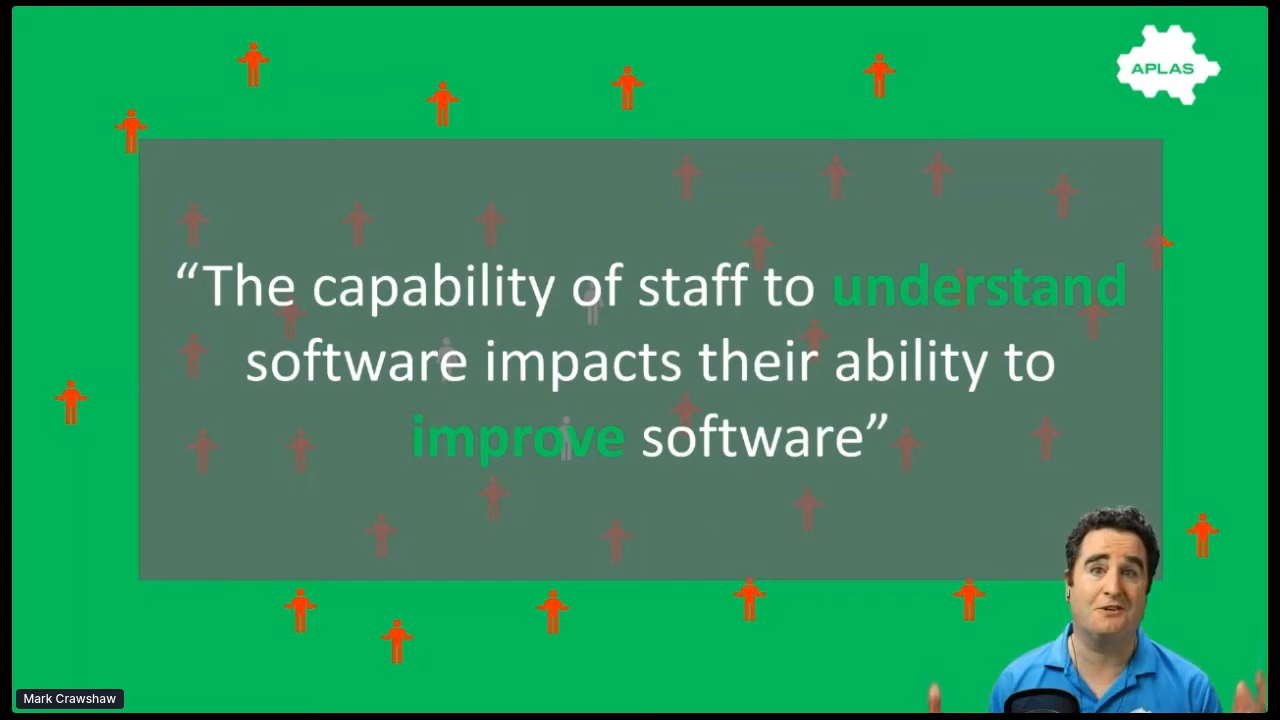 APLAS
“The capability of staff to understand
software impacts their ability to
improve software”
Mark Crawshaw